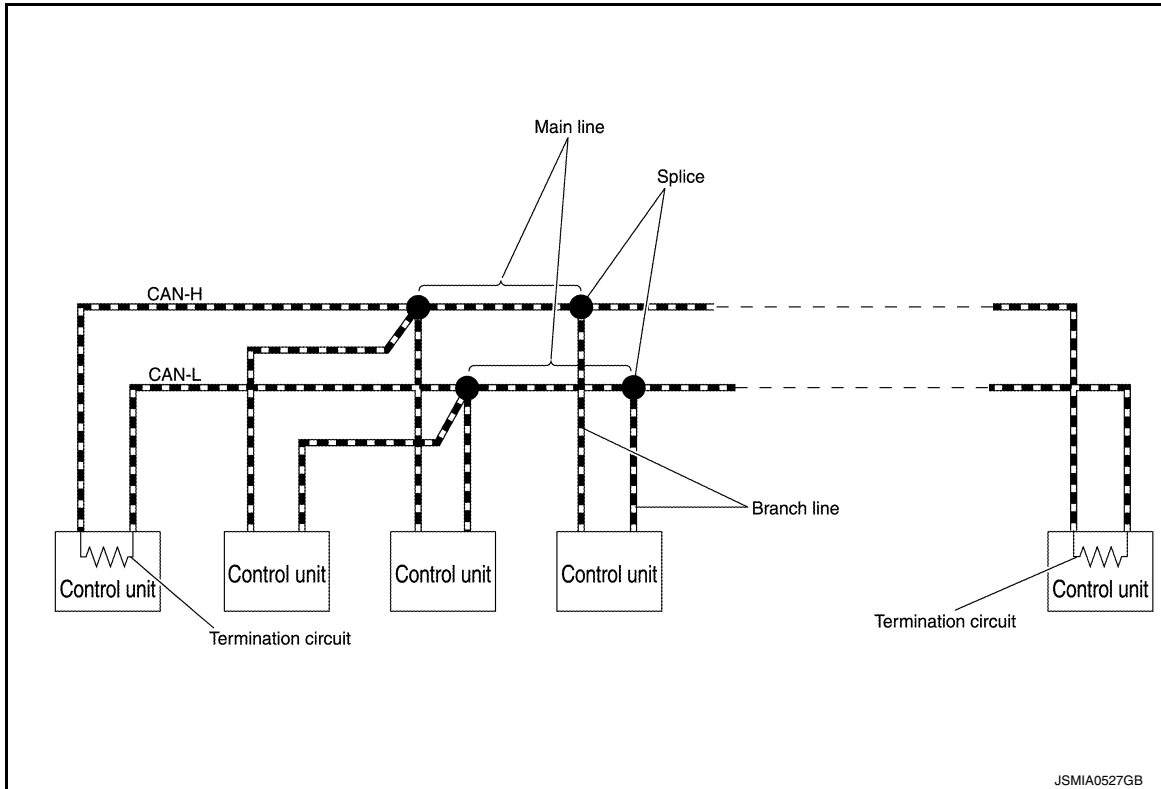 Main line
Splice
CAN-H
CAN-L
Branch line
Control unit
Control unit
Control unit
Control unit
Control unit
Termination circuit
Termination circuit
JSMIA0527GB